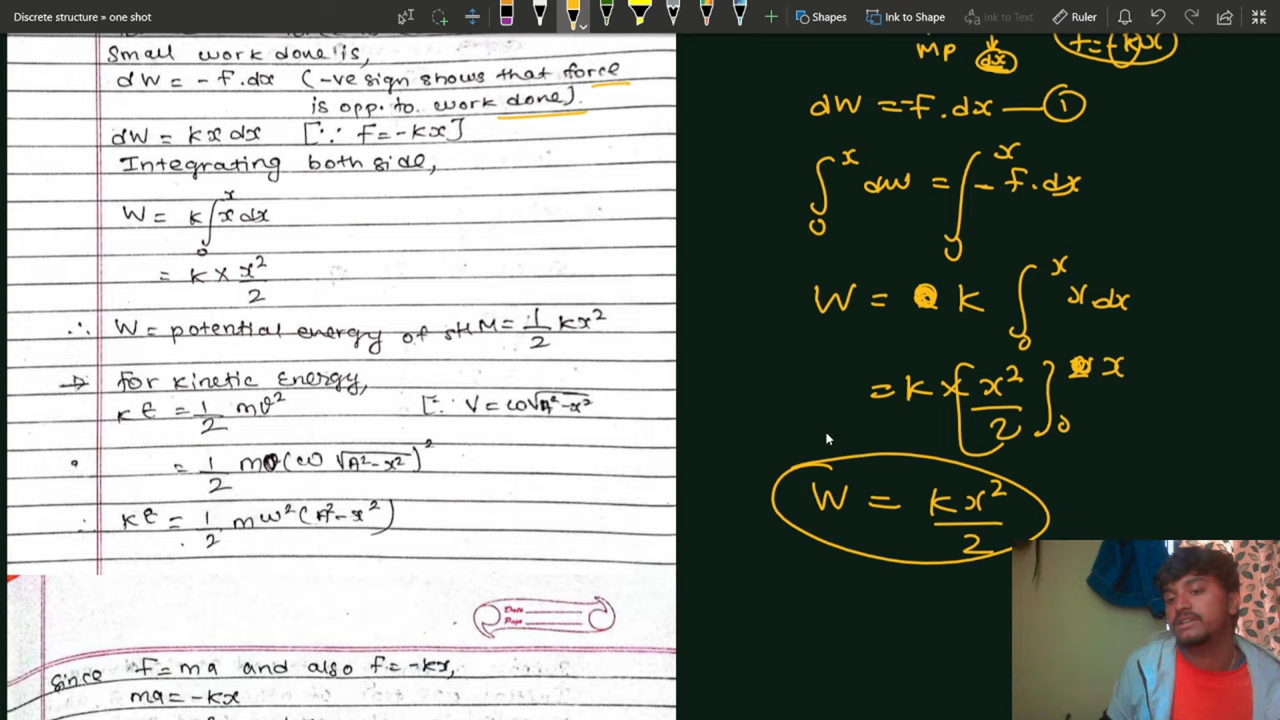 Discrete structure » one shot
Shapes
Ink to Shape
Ink to Text
Ruler
Small work done is,
dW = - F.dx (-ve sign shows that force
is opp. to work done).
dW = kx dx [∵ F = -kx]
Integrating both side,
W = k ∫₀ˣ x dx
= k × x²/2
∴ W = potential energy of SHM = 1/2 kx²
→ for kinetic energy,
KE = 1/2 mv² [∵ V = ω√A²-x²
= 1/2 m (ω √A²-x²)²
∴ KE = 1/2 mω² (A²-x²)
Date
Page
Since F = ma and also F = -kx,
ma = -kx
MP
dx
dW = -F.dx — ①
∫₀ˣ dW = ∫₀ˣ - F.dx
W = k ∫₀ˣ x dx
= k × [x²/2]₀ˣ
W = kx²/2